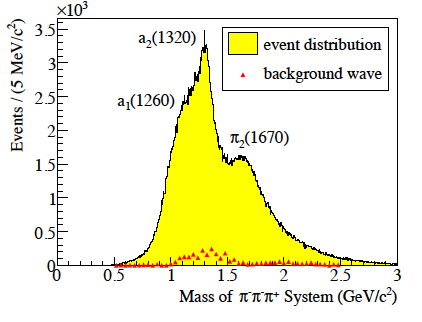 ×10³
3.5
3
2.5
2
1.5
1
0.5
0
Events / (5 MeV/c²)
a₂(1320)
a₁(1260)
π₂(1670)
event distribution
background wave
0 0.5 1 1.5 2 2.5 3
Mass of π⁻π⁻π⁺ System (GeV/c²)